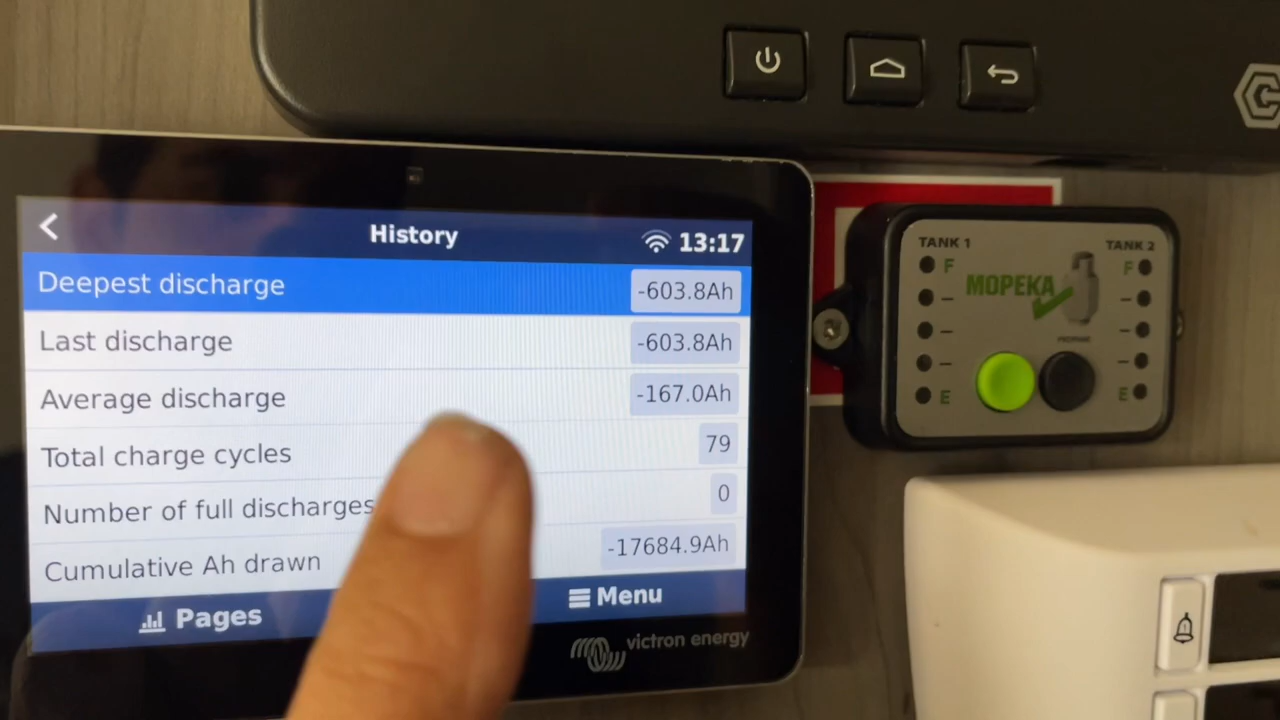 History
13:17
Deepest discharge -603.8Ah
Last discharge -603.8Ah
Average discharge -167.0Ah
Total charge cycles 79
Number of full discharges 0
Cumulative Ah drawn -17684.9Ah
Pages
Menu
victron energy
TANK 1
TANK 2
F
F
MOPEKA
PROPANE
E
E